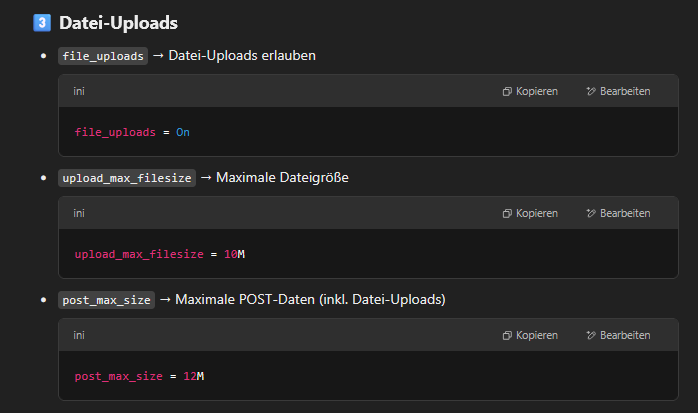 3 Datei-Uploads
• file_uploads → Datei-Uploads erlauben
ini Kopieren Bearbeiten
file_uploads = On
• upload_max_filesize → Maximale Dateigröße
ini Kopieren Bearbeiten
upload_max_filesize = 10M
• post_max_size → Maximale POST-Daten (inkl. Datei-Uploads)
ini Kopieren Bearbeiten
post_max_size = 12M